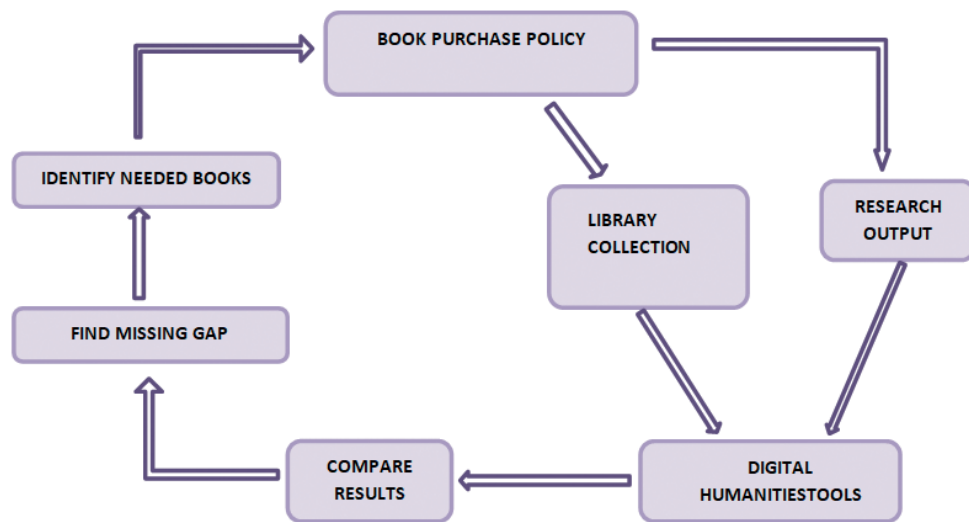 BOOK PURCHASE POLICY
IDENTIFY NEEDED BOOKS
LIBRARY
COLLECTION
RESEARCH
OUTPUT
FIND MISSING GAP
COMPARE
RESULTS
DIGITAL
HUMANITIESTOOLS